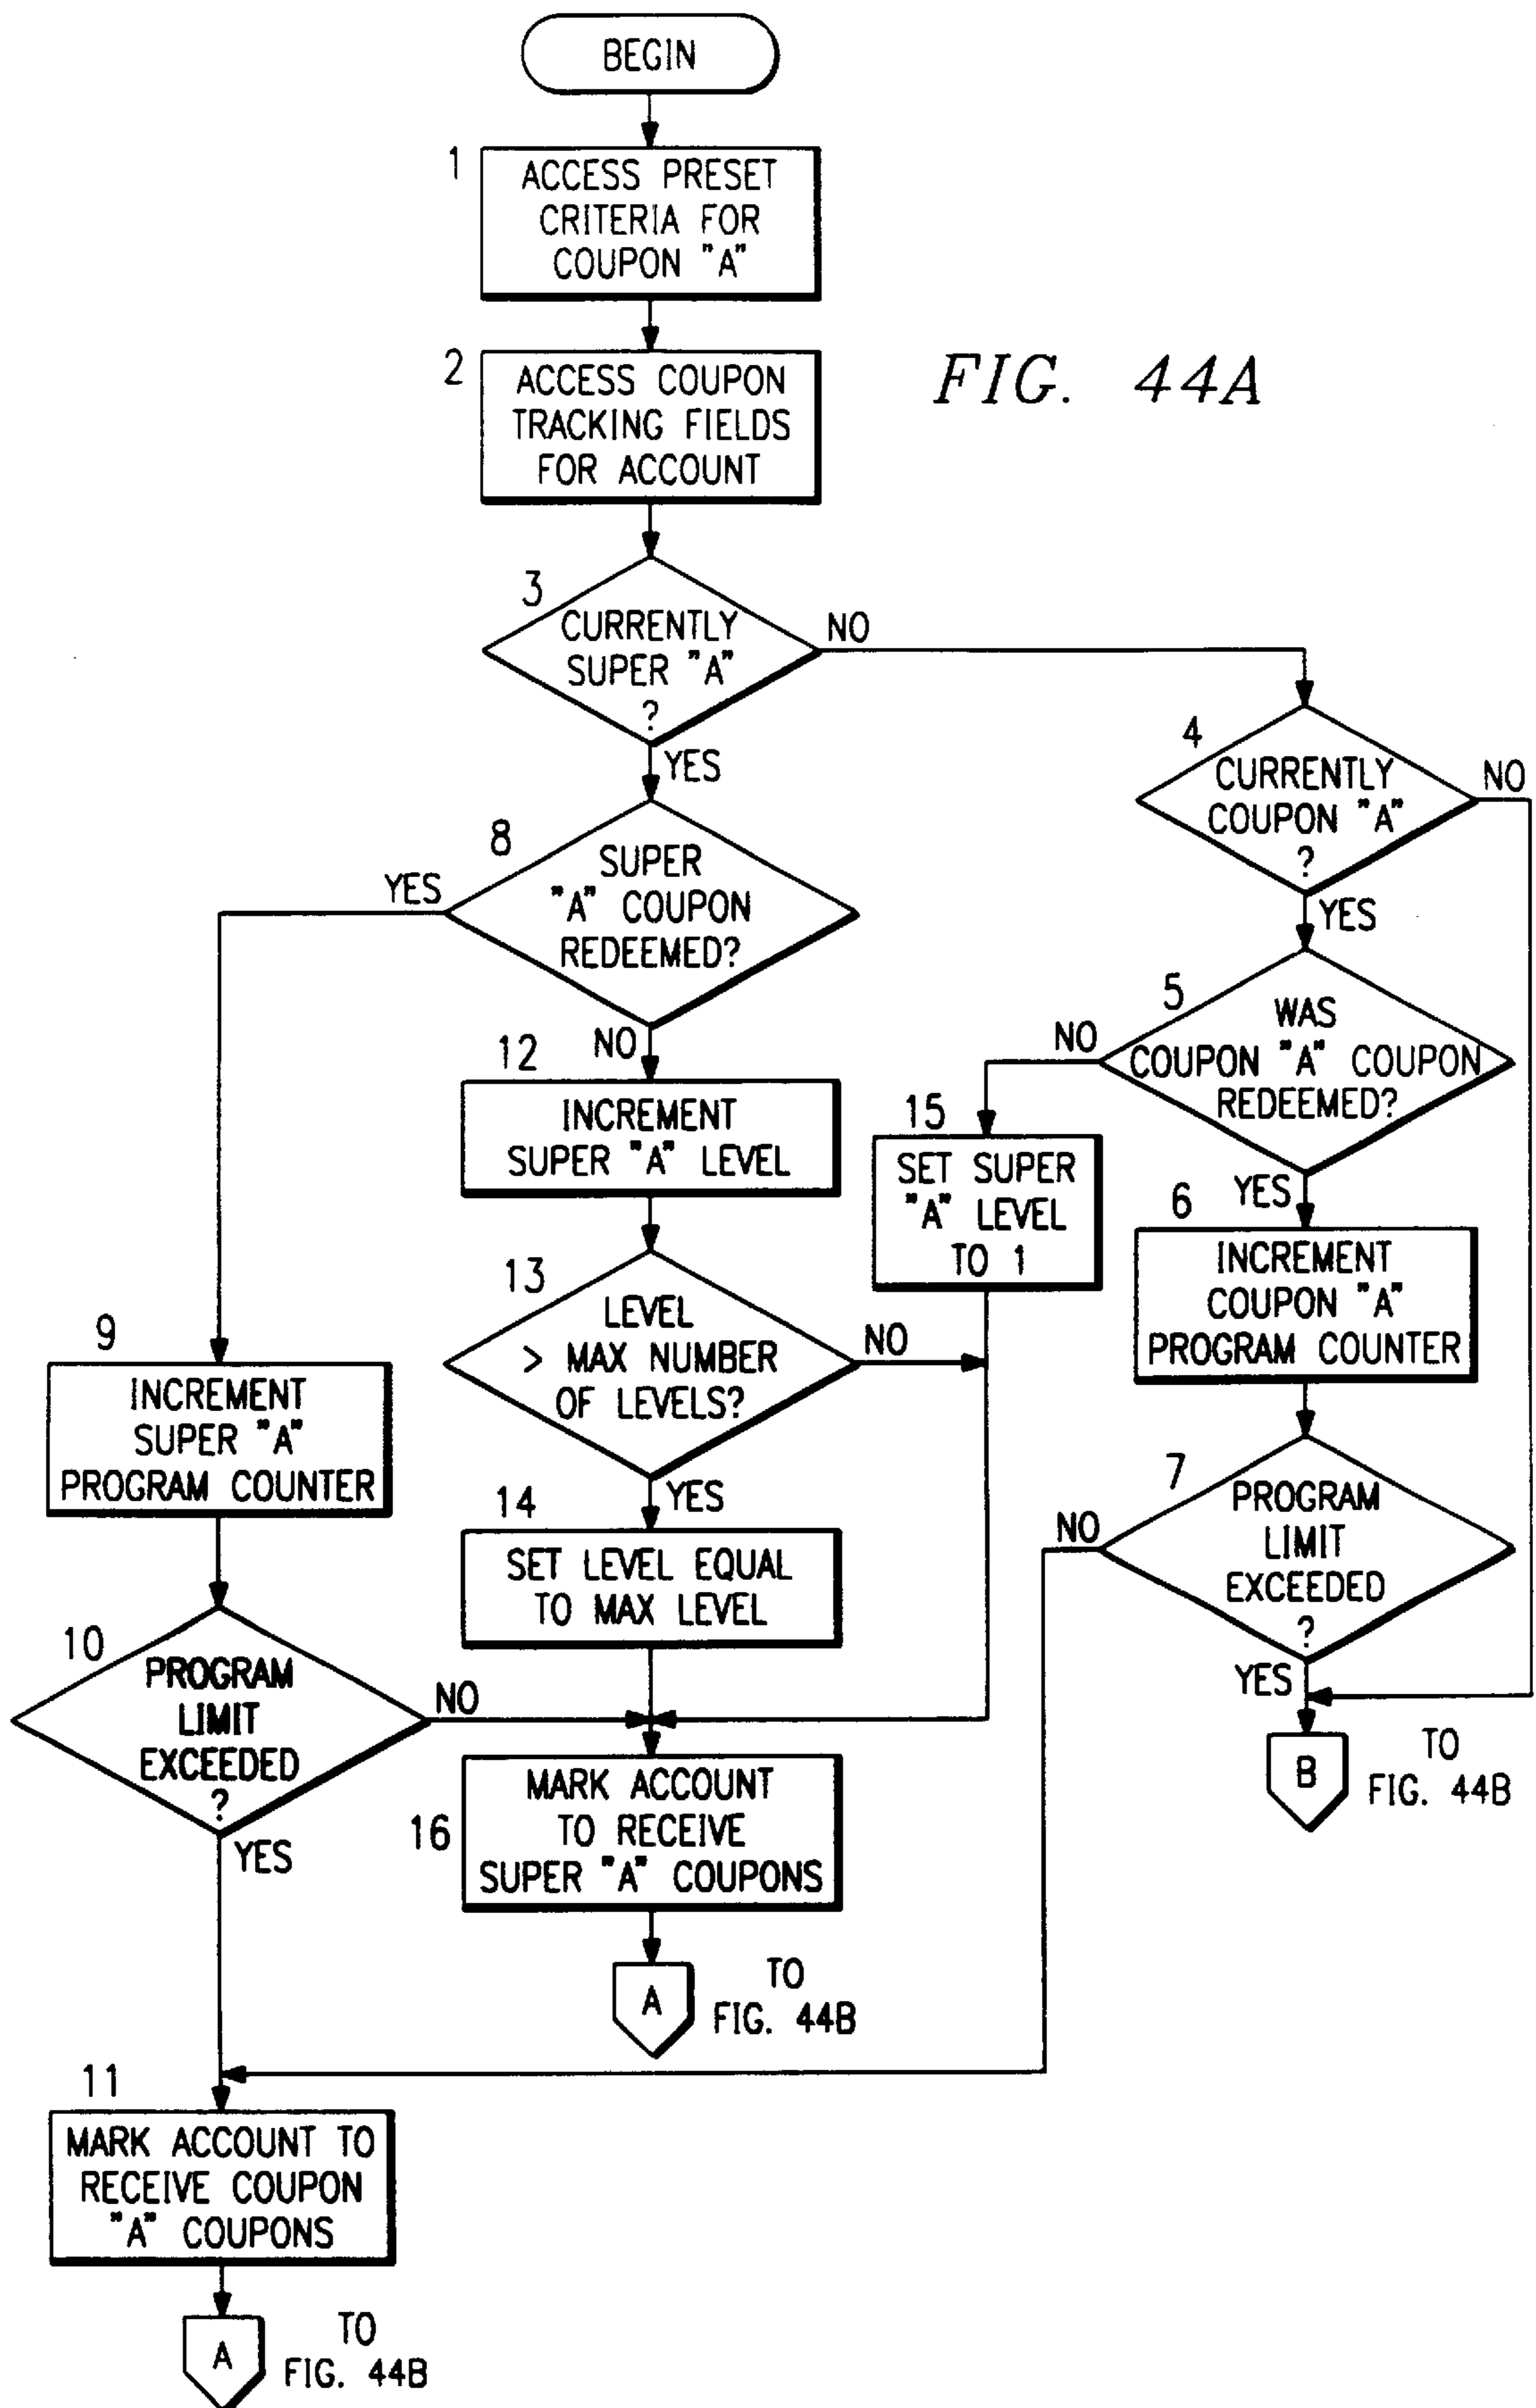 BEGIN
1
ACCESS PRESET
CRITERIA FOR
COUPON "A"
2
ACCESS COUPON
TRACKING FIELDS
FOR ACCOUNT
FIG. 44A
3
CURRENTLY
SUPER "A"
?
NO
YES
4
CURRENTLY
COUPON "A"
?
NO
YES
8
SUPER
"A" COUPON
REDEEMED?
YES
NO
5
WAS
COUPON "A" COUPON
REDEEMED?
NO
YES
12
INCREMENT
SUPER "A" LEVEL
15
SET SUPER
"A" LEVEL
TO 1
6
INCREMENT
COUPON "A"
PROGRAM COUNTER
13
LEVEL
> MAX NUMBER
OF LEVELS?
NO
YES
9
INCREMENT
SUPER "A"
PROGRAM COUNTER
7
PROGRAM
LIMIT
EXCEEDED
?
NO
YES
14
SET LEVEL EQUAL
TO MAX LEVEL
10
PROGRAM
LIMIT
EXCEEDED
?
NO
YES
B
TO
FIG. 44B
16
MARK ACCOUNT
TO RECEIVE
SUPER "A" COUPONS
A
TO
FIG. 44B
11
MARK ACCOUNT TO
RECEIVE COUPON
"A" COUPONS
A
TO
FIG. 44B